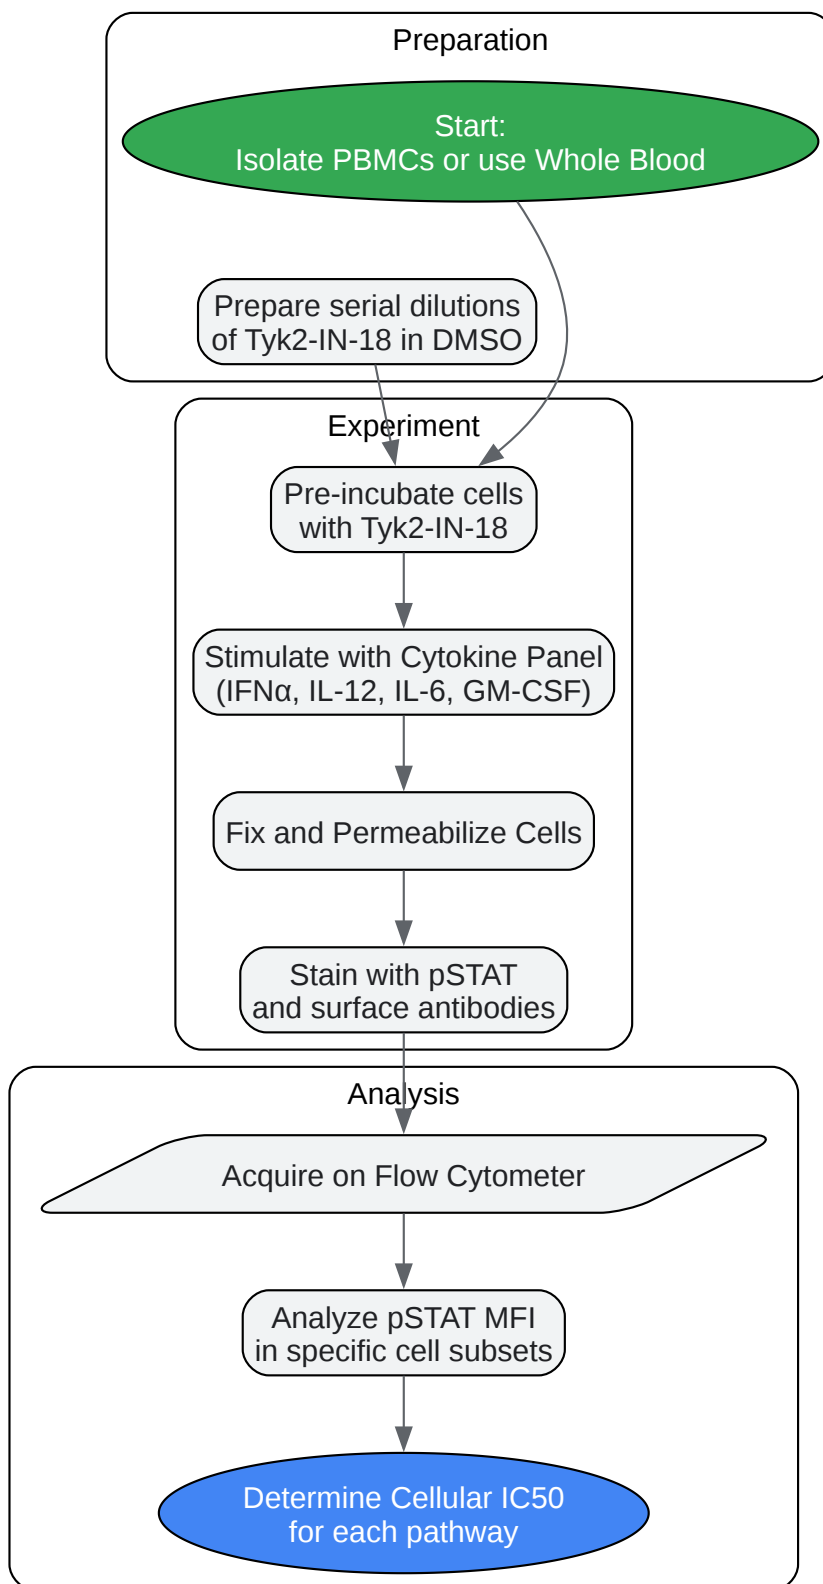 Preparation
Start:
Isolate PBMCs or use Whole Blood
Prepare serial dilutions
of Tyk2-IN-18 in DMSO
Experiment
Pre-incubate cells
with Tyk2-IN-18
Stimulate with Cytokine Panel
(IFNα, IL-12, IL-6, GM-CSF)
Fix and Permeabilize Cells
Stain with pSTAT
and surface antibodies
Analysis
Acquire on Flow Cytometer
Analyze pSTAT MFI
in specific cell subsets
Determine Cellular IC50
for each pathway